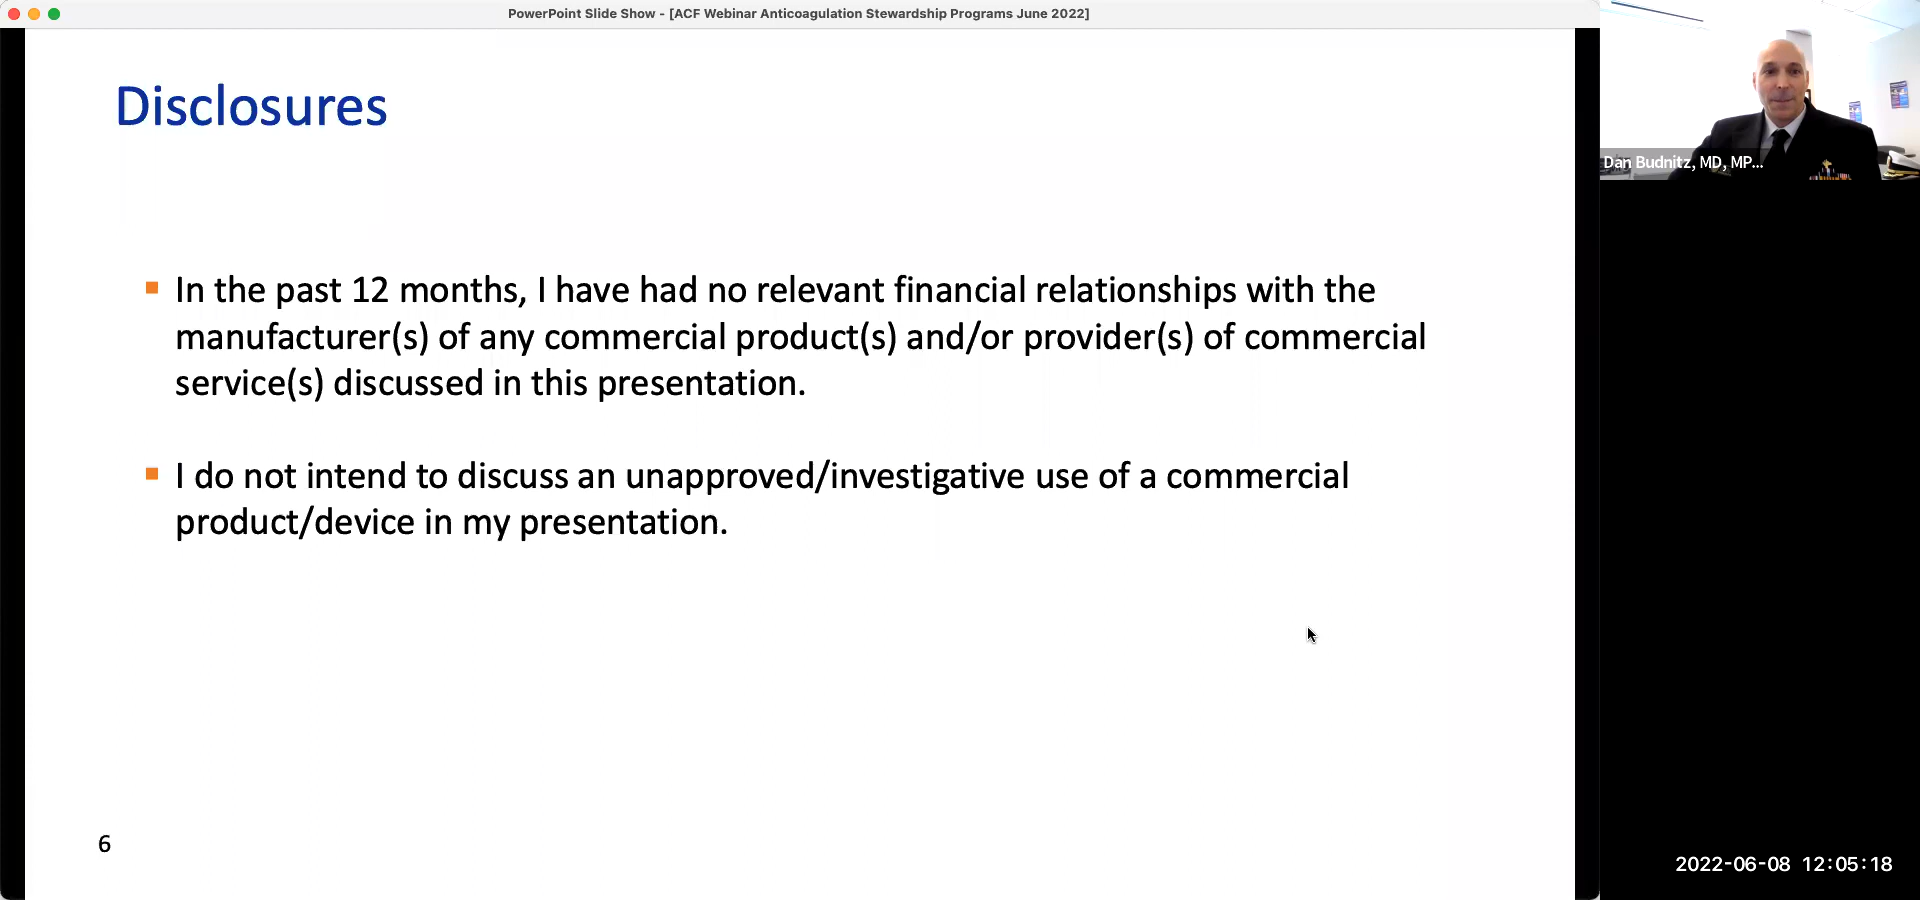 PowerPoint Slide Show - [ACF Webinar Anticoagulation Stewardship Programs June 2022]
Disclosures
In the past 12 months, I have had no relevant financial relationships with the
manufacturer(s) of any commercial product(s) and/or provider(s) of commercial
service(s) discussed in this presentation.
I do not intend to discuss an unapproved/investigative use of a commercial
product/device in my presentation.
6
Dan Budnitz, MD, MP...
2022-06-08 12:05:18